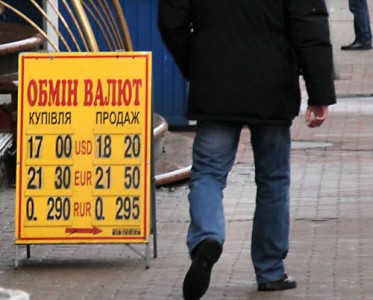 ОБМІН ВАЛЮТ
КУПІВЛЯ ПРОДАЖ
17 00 USD 18 20
21 30 EUR 21 50
0. 290 RUR 0. 295